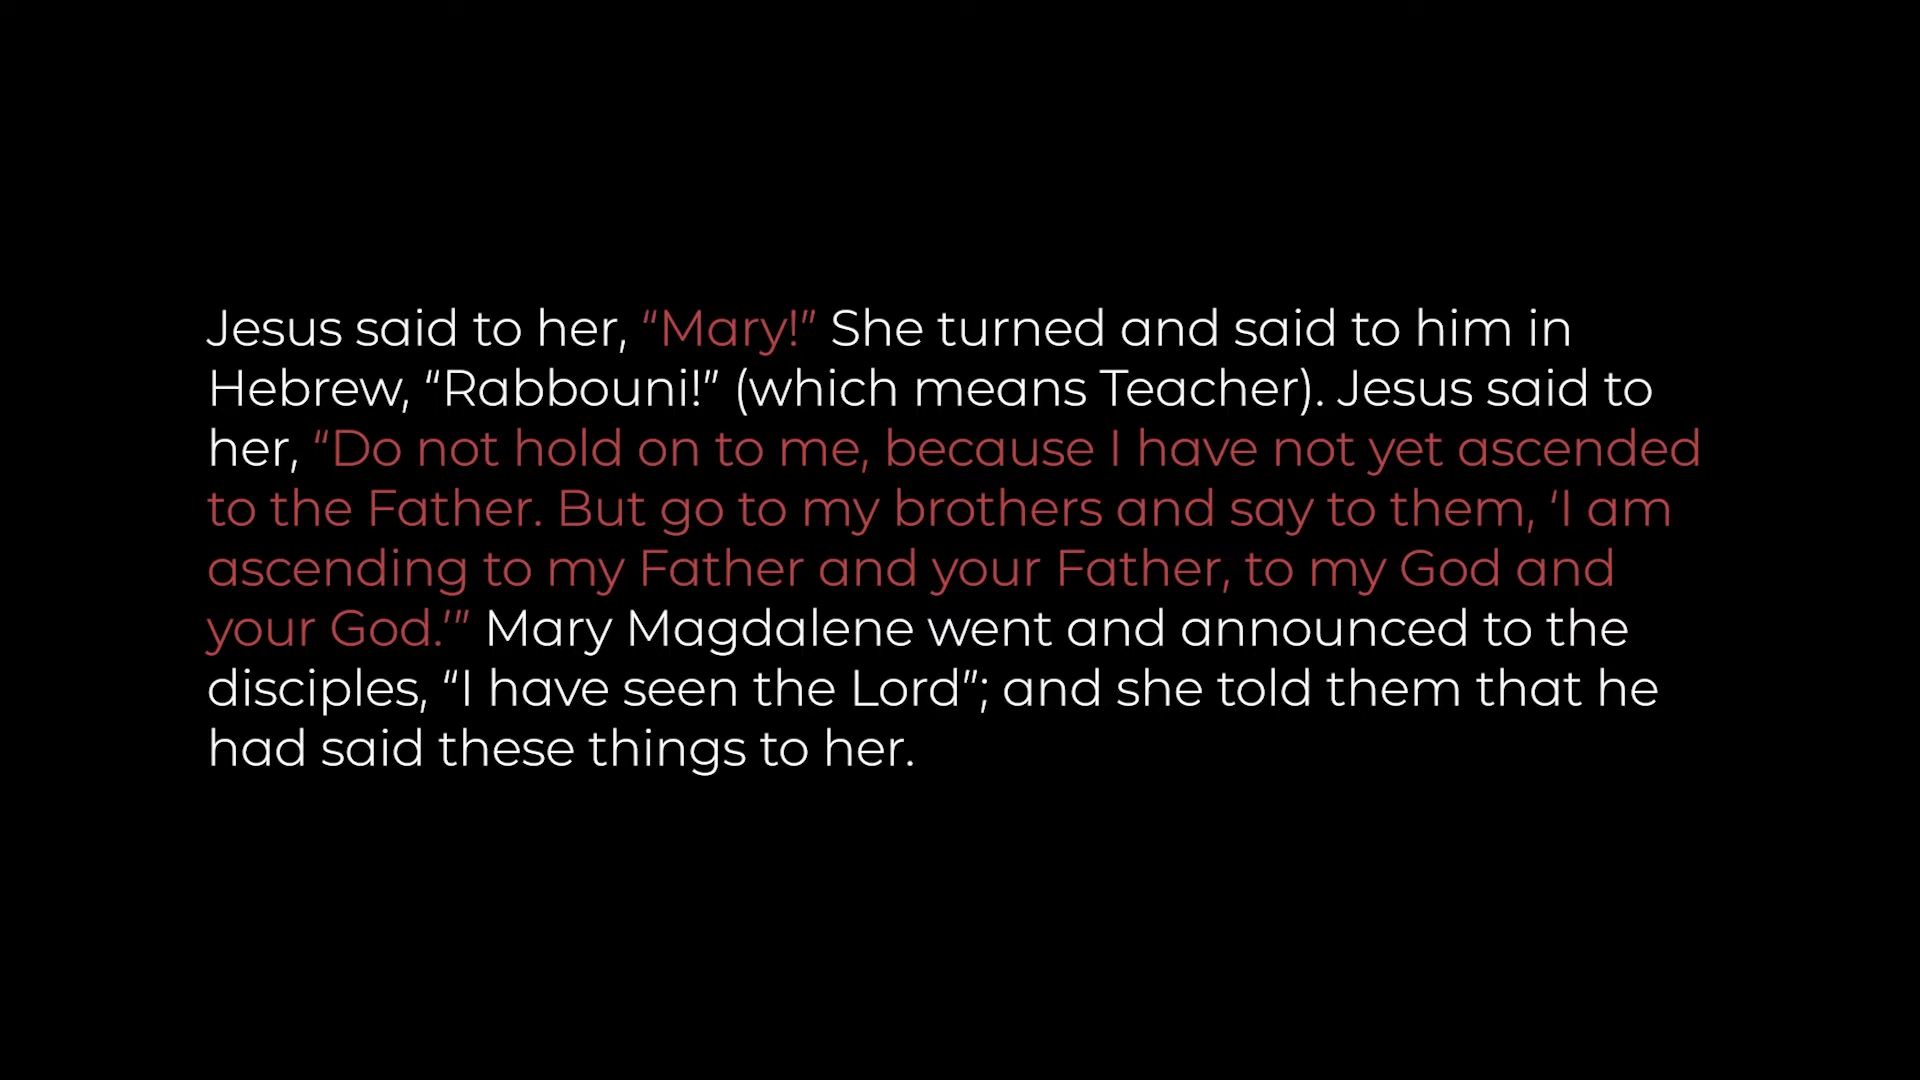 Jesus said to her, “Mary!” She turned and said to him in
Hebrew, “Rabbouni!” (which means Teacher). Jesus said to
her, “Do not hold on to me, because I have not yet ascended
to the Father. But go to my brothers and say to them, ‘I am
ascending to my Father and your Father, to my God and
your God.’” Mary Magdalene went and announced to the
disciples, “I have seen the Lord”; and she told them that he
had said these things to her.